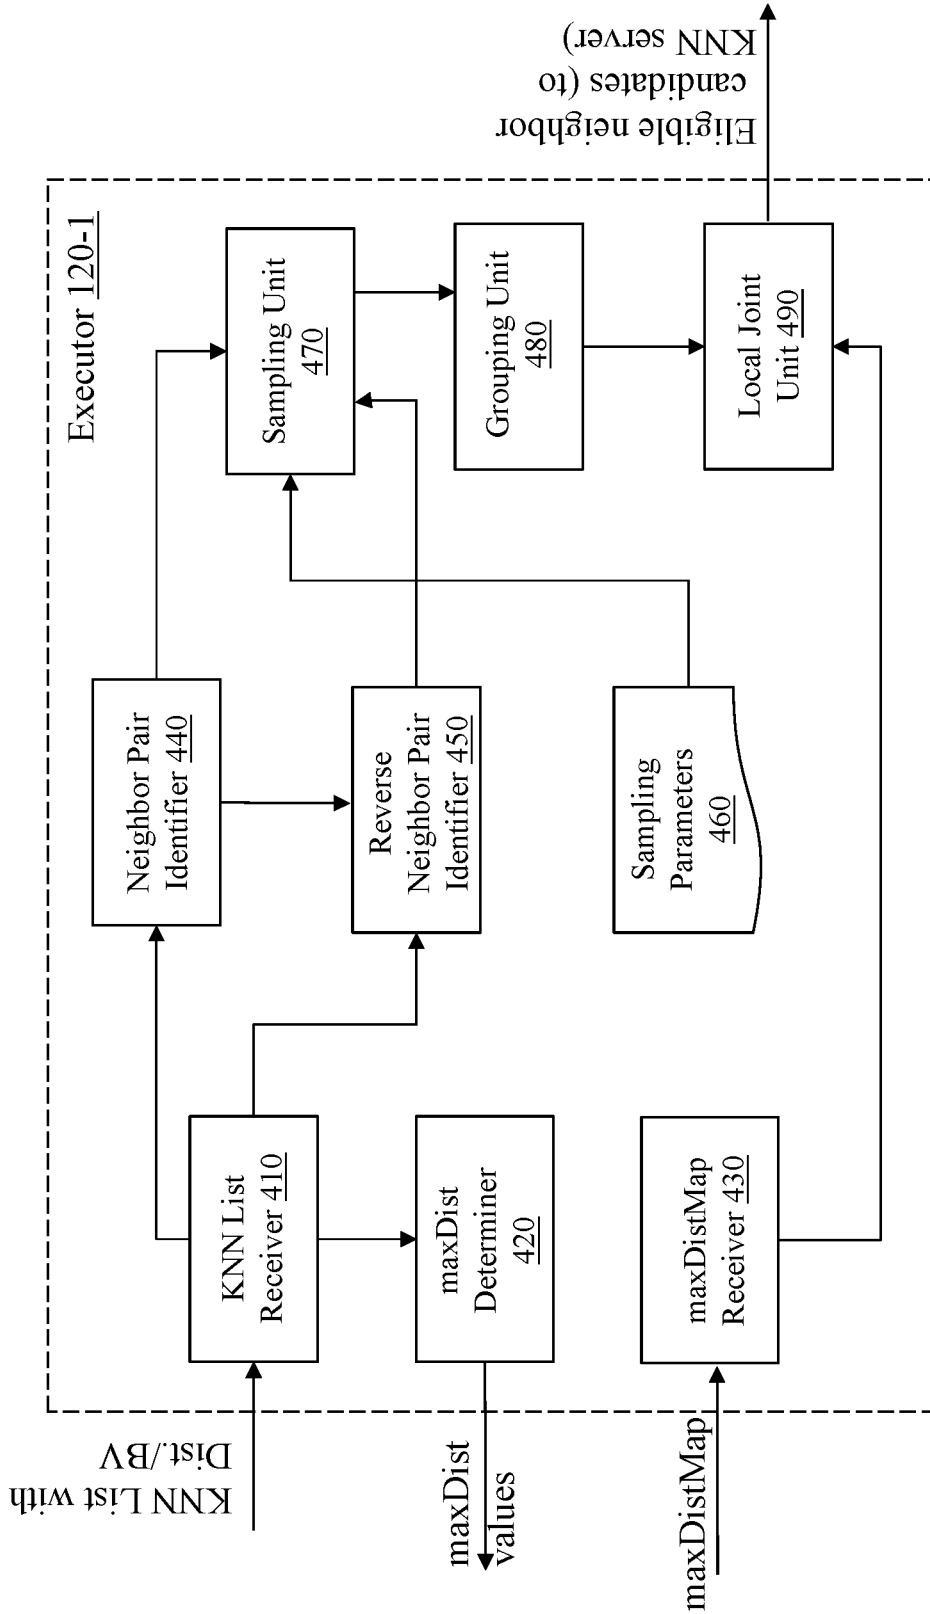 Executor 120-1
KNN List with
Dist./BV
KNN List
Receiver 410
maxDist
Determiner
420
maxDist
values
maxDistMap
maxDistMap
Receiver 430
Neighbor Pair
Identifier 440
Reverse
Neighbor Pair
Identifier 450
Sampling
Parameters
460
Sampling Unit
470
Grouping Unit
480
Local Joint
Unit 490
Eligible neighbor
candidates (to
KNN server)